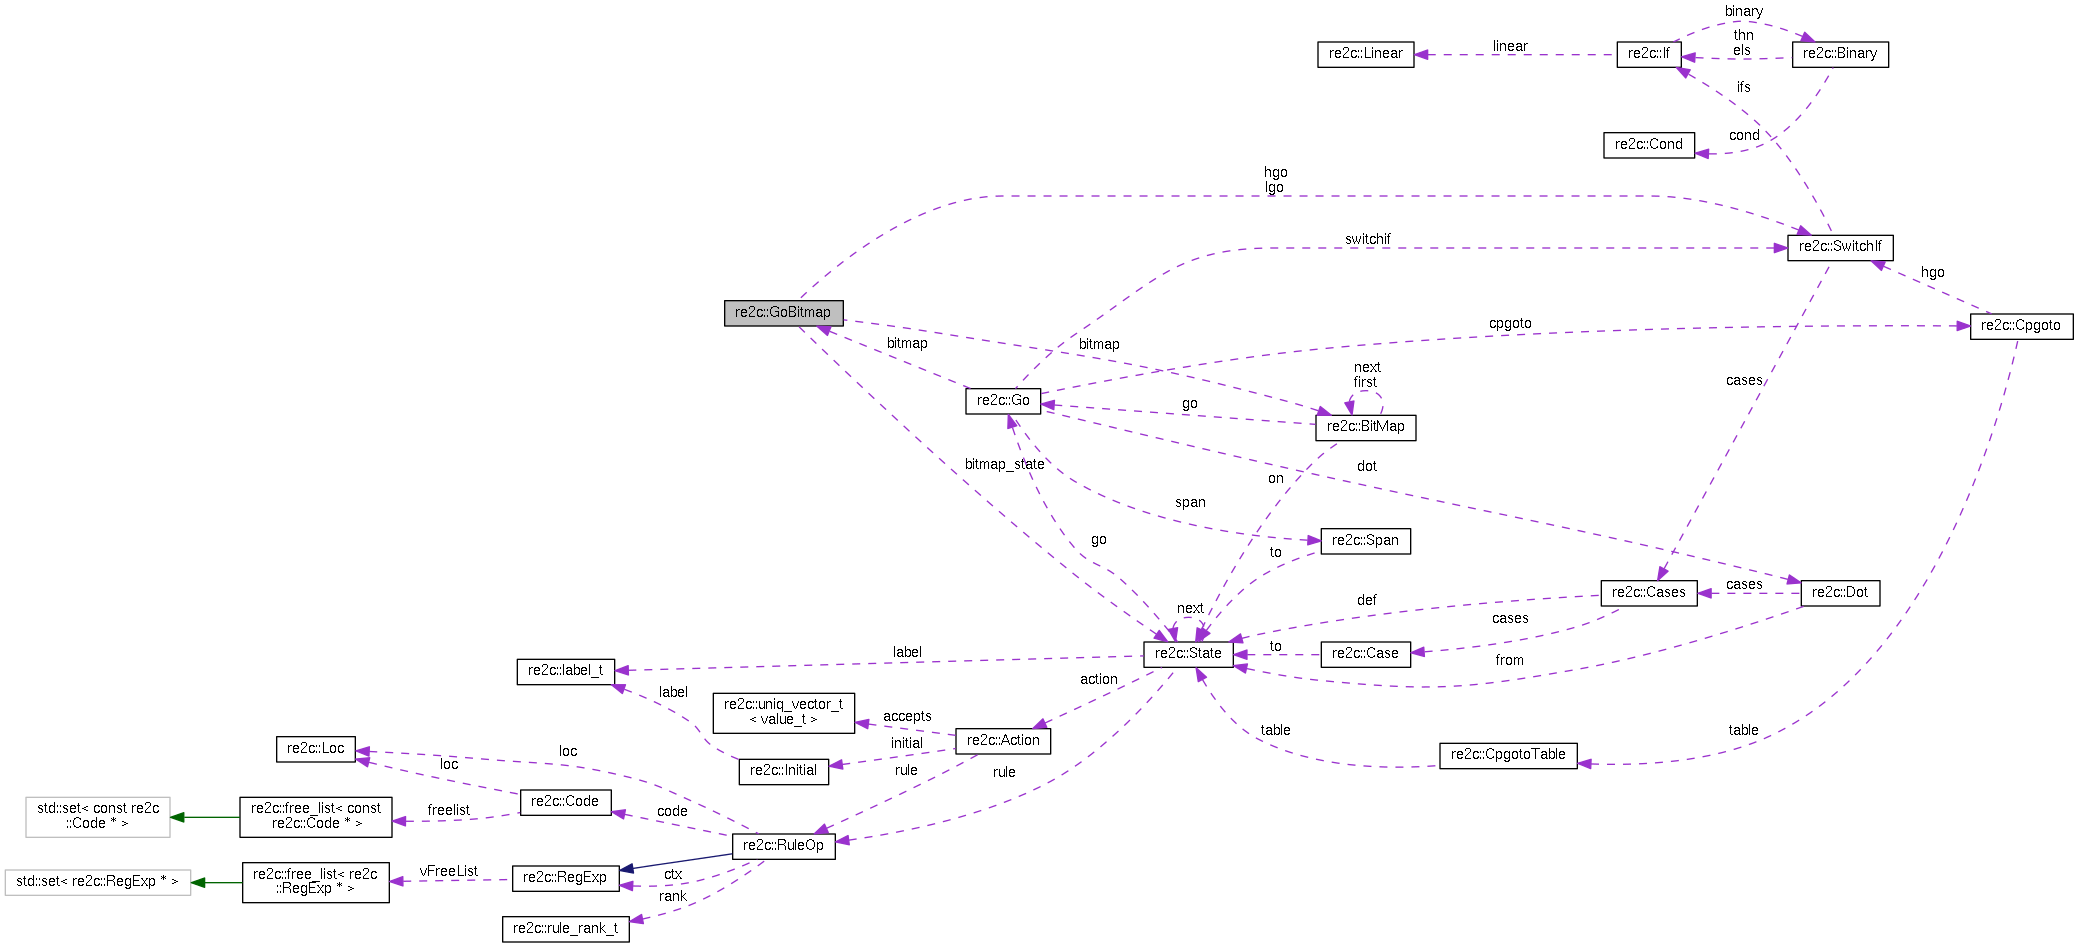 binary
re2c::Linear
linear
re2c::If
thn
els
re2c::Binary
ifs
re2c::Cond
cond
hgo
lgo
switchif
re2c::SwitchIf
hgo
re2c::GoBitmap
cpgoto
re2c::Cpgoto
bitmap
bitmap
next
first
cases
re2c::Go
go
re2c::BitMap
bitmap_state
dot
on
span
go
re2c::Span
to
cases
re2c::Cases
re2c::Dot
def
next
cases
re2c::State
to
re2c::Case
from
label
re2c::label_t
label
action
re2c::uniq_vector_t
< value_t >
accepts
re2c::Action
table
table
re2c::Loc
loc
initial
re2c::CpgotoTable
loc
re2c::Initial
rule
rule
std::set< const re2c
::Code * >
re2c::free_list< const
re2c::Code * >
freelist
re2c::Code
code
re2c::RuleOp
std::set< re2c::RegExp * >
re2c::free_list< re2c
::RegExp * >
vFreeList
re2c::RegExp
ctx
rank
re2c::rule_rank_t